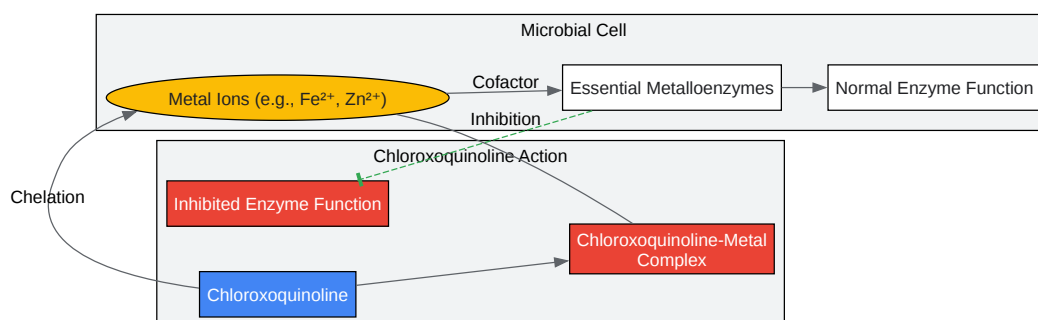 Microbial Cell
Cofactor
Metal Ions (e.g., Fe²⁺, Zn²⁺)
Essential Metalloenzymes
Normal Enzyme Function
Inhibition
Chloroxoquinoline Action
Chelation
Inhibited Enzyme Function
Chloroxoquinoline-Metal
Complex
Chloroxoquinoline